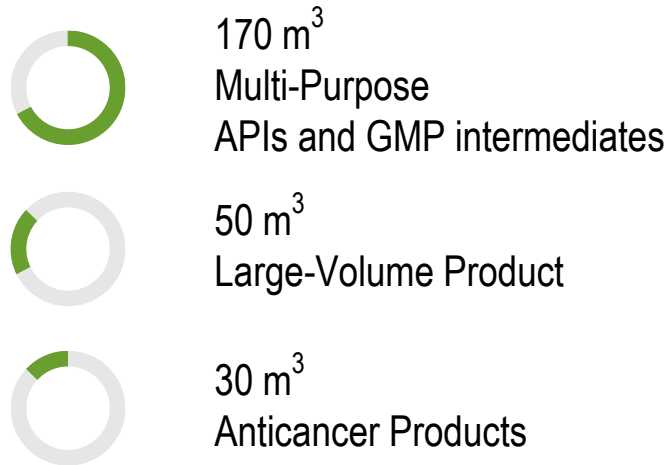 170 m³
Multi-Purpose
APIs and GMP intermediates
50 m³
Large-Volume Product
30 m³
Anticancer Products